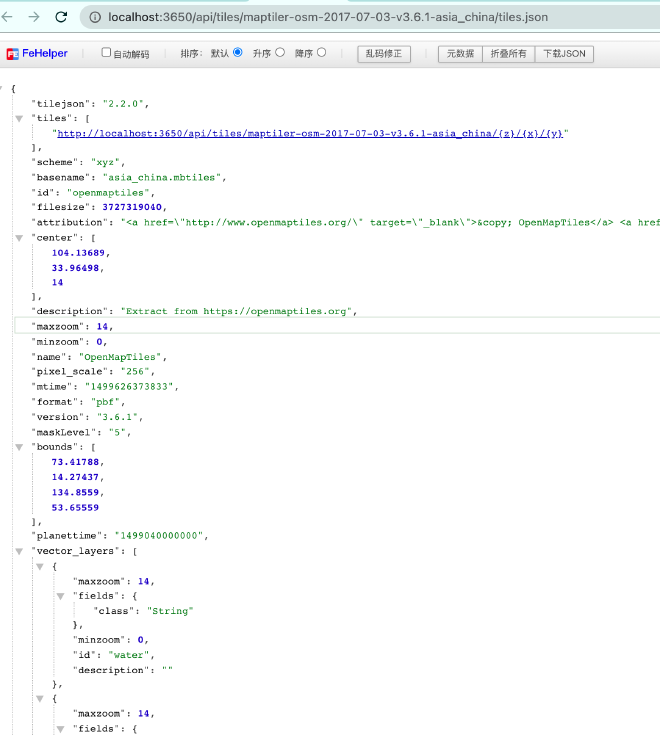 localhost:3650/api/tiles/maptiler-osm-2017-07-03-v3.6.1-asia_china/tiles.json
FE FeHelper 自动解码 排序: 默认 升序 降序 乱码修正 元数据 折叠所有 下载JSON
{
"tilejson": "2.2.0",
"tiles": [
"http://localhost:3650/api/tiles/maptiler-osm-2017-07-03-v3.6.1-asia_china/{z}/{x}/{y}"
],
"scheme": "xyz",
"basename": "asia_china.mbtiles",
"id": "openmaptiles",
"filesize": 3727319040,
"attribution": "<a href=\"http://www.openmaptiles.org/\" target=\"_blank\">&copy; OpenMapTiles</a> <a href
"center": [
104.13689,
33.96498,
14
],
"description": "Extract from https://openmaptiles.org",
"maxzoom": 14,
"minzoom": 0,
"name": "OpenMapTiles",
"pixel_scale": "256",
"mtime": "1499626373833",
"format": "pbf",
"version": "3.6.1",
"maskLevel": "5",
"bounds": [
73.41788,
14.27437,
134.8559,
53.65559
],
"planettime": "1499040000000",
"vector_layers": [
{
"maxzoom": 14,
"fields": {
"class": "String"
},
"minzoom": 0,
"id": "water",
"description": ""
},
{
"maxzoom": 14,
"fields": {